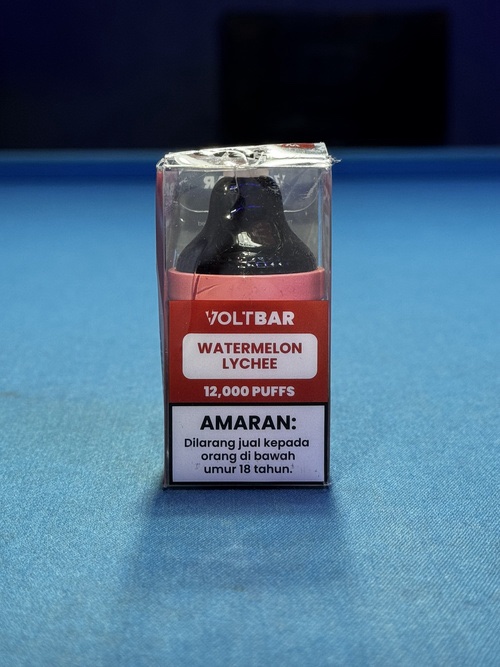 VOLTBAR
WATERMELON
LYCHEE
12,000 PUFFS
AMARAN:
Dilarang jual kepada
orang di bawah
umur 18 tahun.